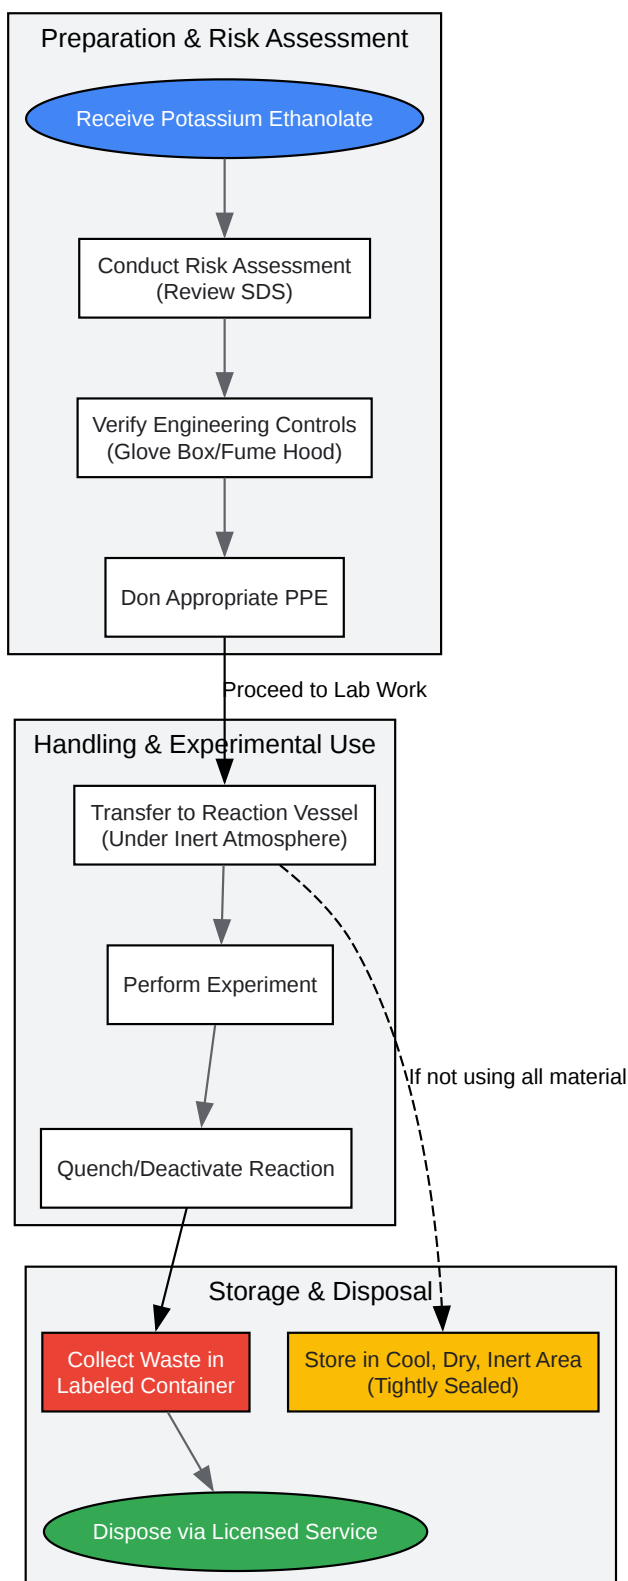 Preparation & Risk Assessment
Receive Potassium Ethanolate
Conduct Risk Assessment
(Review SDS)
Verify Engineering Controls
(Glove Box/Fume Hood)
Don Appropriate PPE
Proceed to Lab Work
Handling & Experimental Use
Transfer to Reaction Vessel
(Under Inert Atmosphere)
Perform Experiment
If not using all material
Quench/Deactivate Reaction
Storage & Disposal
Collect Waste in
Labeled Container
Store in Cool, Dry, Inert Area
(Tightly Sealed)
Dispose via Licensed Service